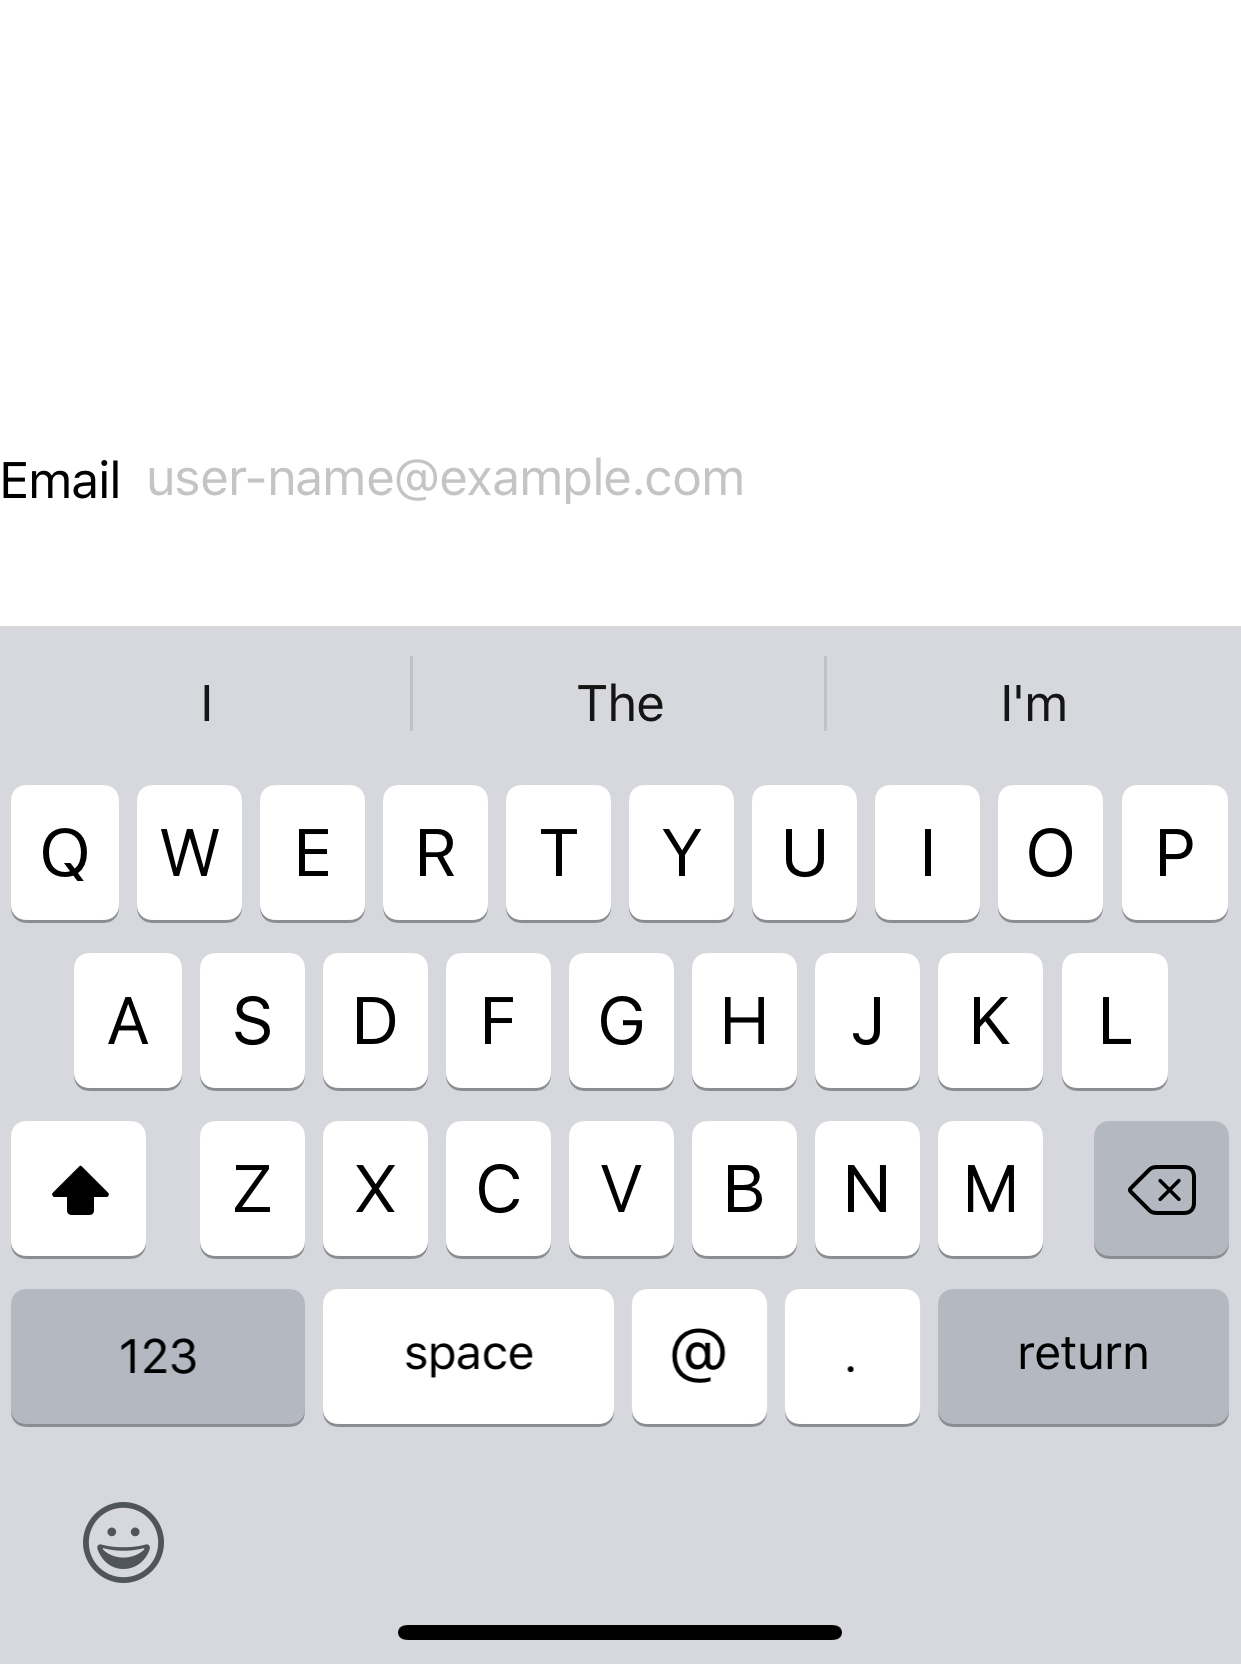 Email user-name@example.com
I The I'm
Q W E R T Y U I O P
A S D F G H J K L
Z X C V B N M
123 space @ . return